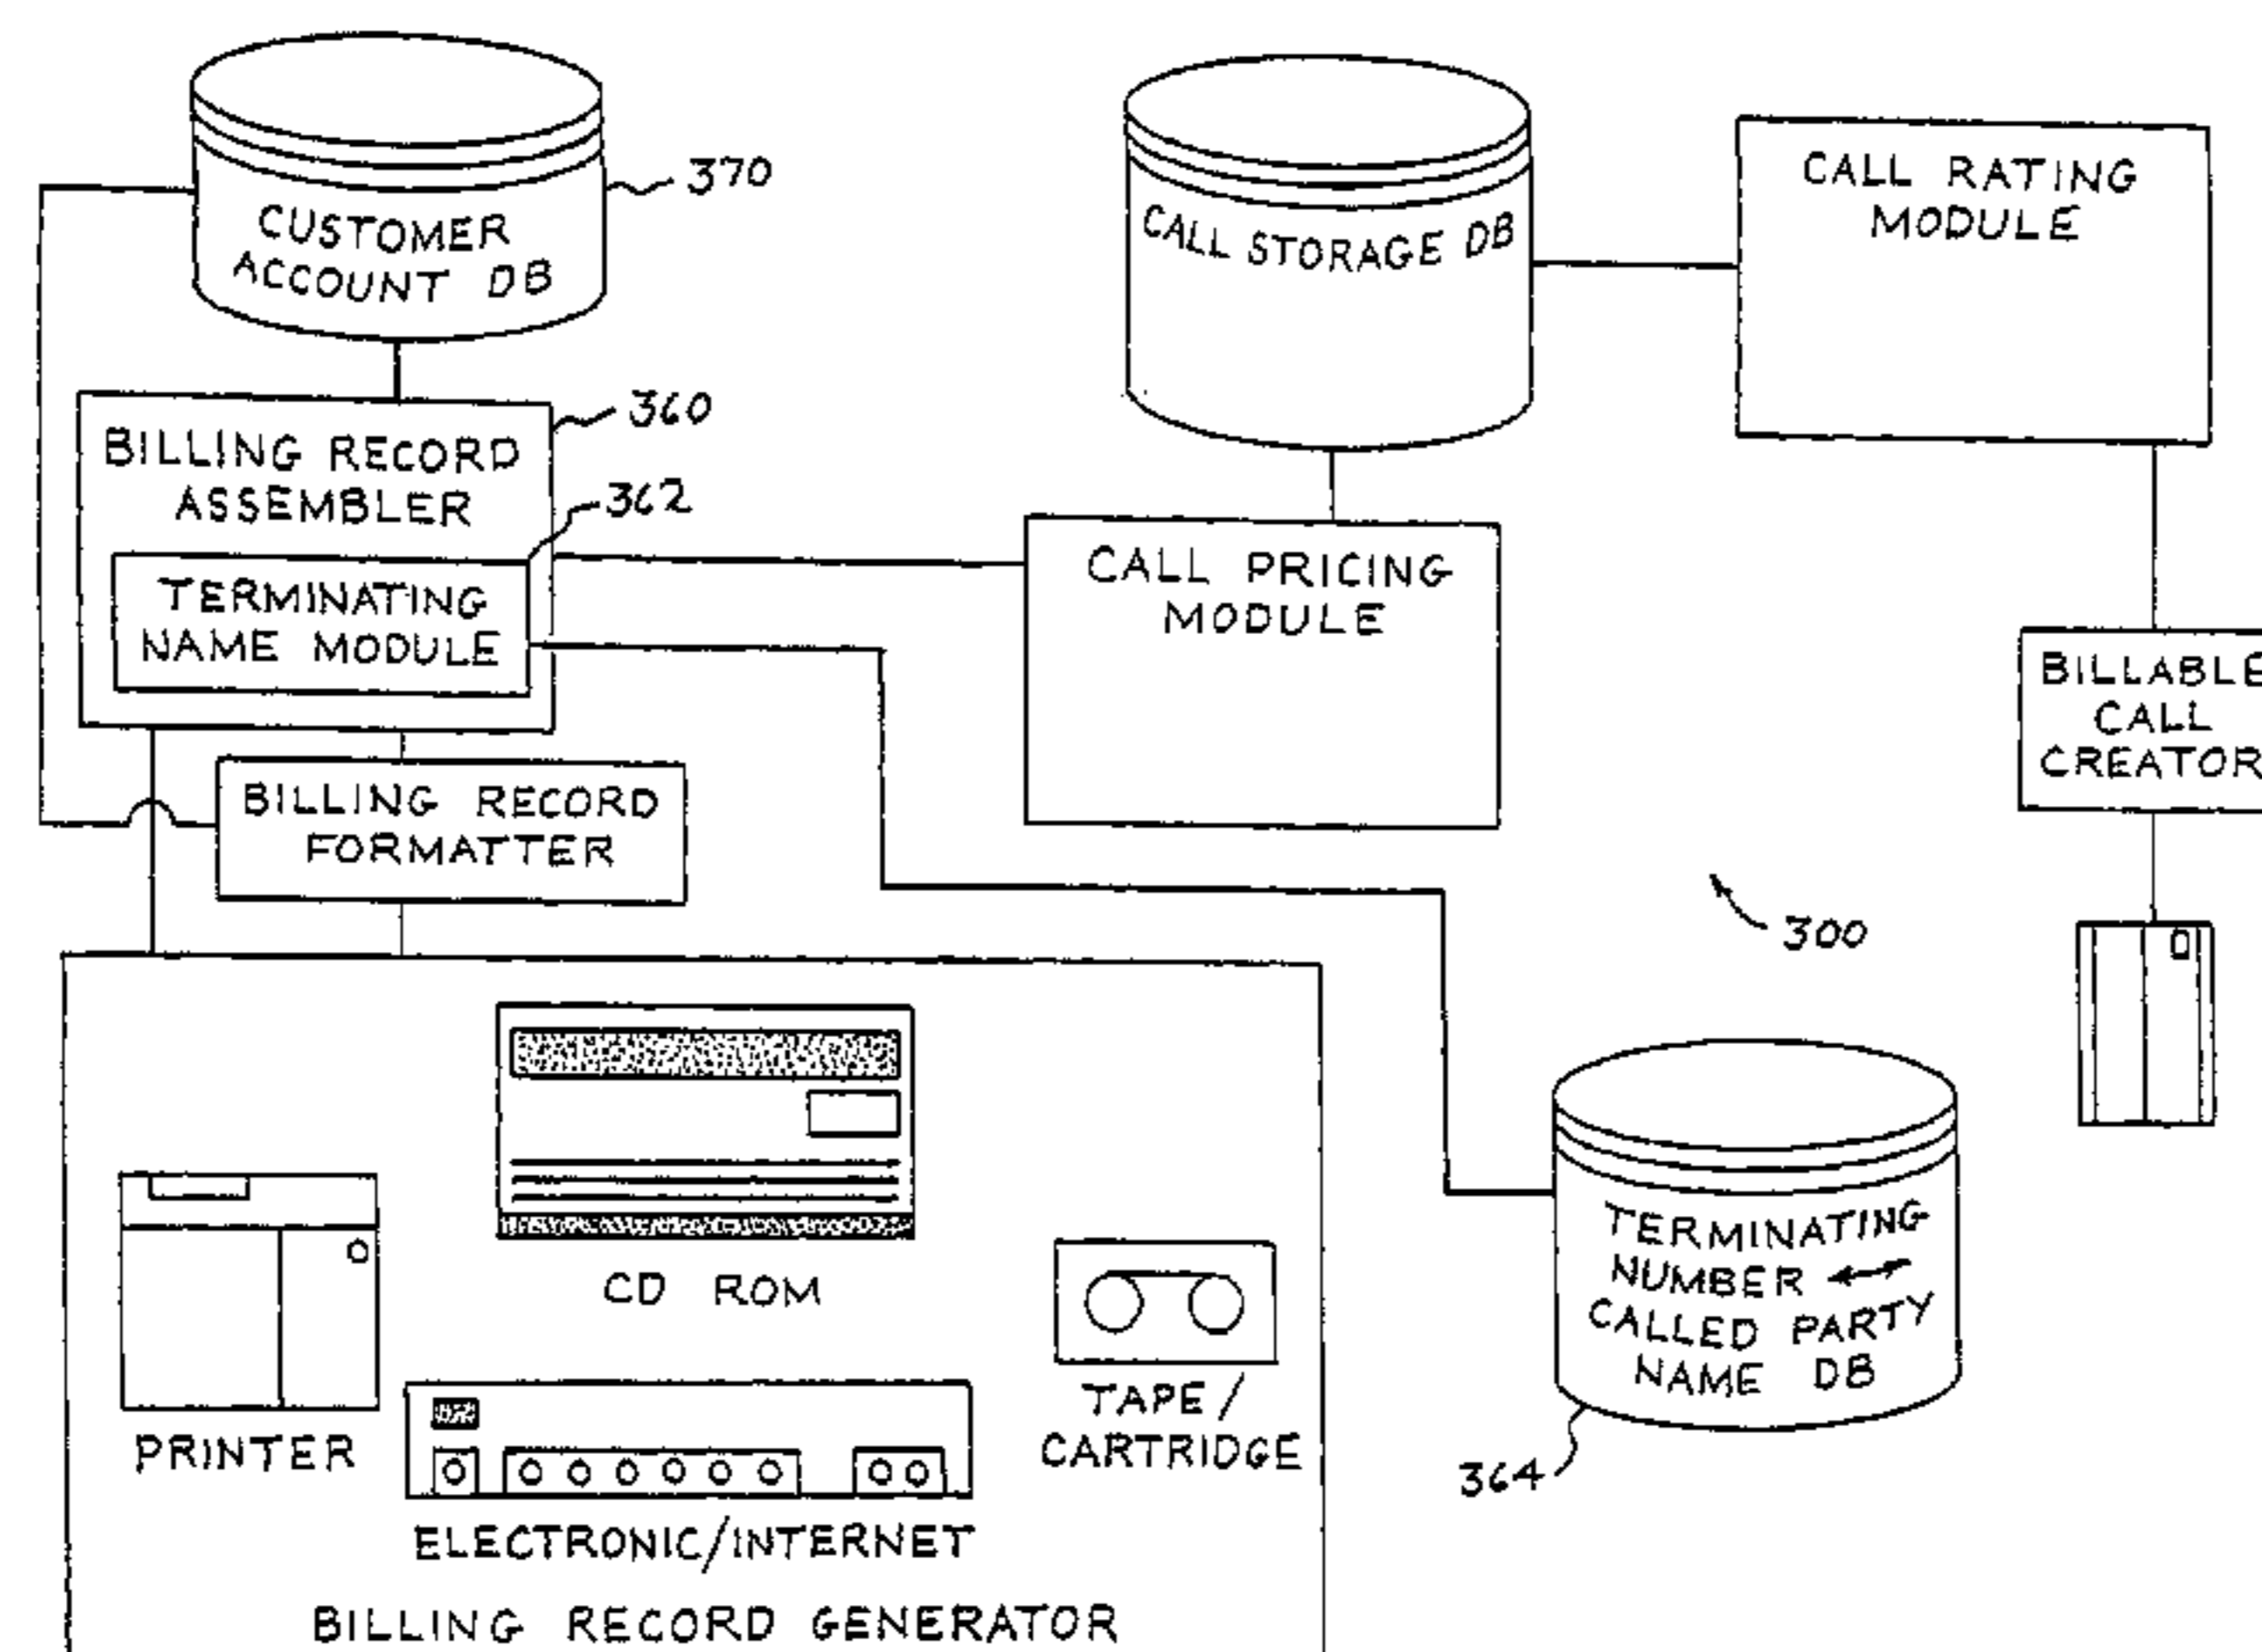 370
CUSTOMER
ACCOUNT DB
CALL STORAGE DB
CALL RATING
MODULE
360
BILLING RECORD
ASSEMBLER
362
TERMINATING
NAME MODULE
CALL PRICING
MODULE
BILLABLE
CALL
CREATOR
BILLING RECORD
FORMATTER
300
CD ROM
TERMINATING
NUMBER ↔
CALLED PARTY
NAME DB
364
TAPE /
CARTRIDGE
PRINTER
ELECTRONIC/INTERNET
BILLING RECORD GENERATOR